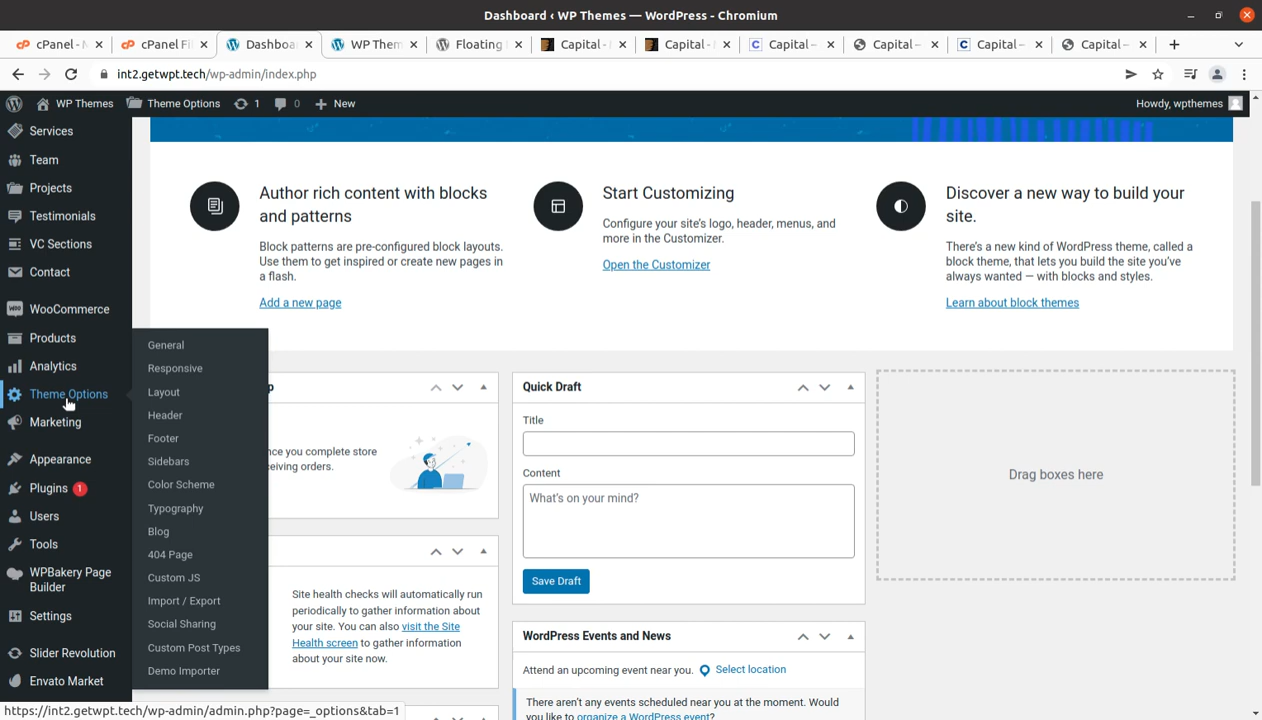 Dashboard ‹ WP Themes — WordPress - Chromium
cPanel - M
cPanel Fi
Dashboa
WP Them
Floating
Capital -
Capital -
Capital –
Capital –
Capital –
Capital –
int2.getwpt.tech/wp-admin/index.php
WP Themes
Theme Options
1
0
New
Howdy, wpthemes
Services
Team
Projects
Testimonials
VC Sections
Contact
WooCommerce
Products
Analytics
Theme Options
Marketing
Appearance
Plugins 1
Users
Tools
WPBakery Page
Builder
Settings
Slider Revolution
Envato Market
General
Responsive
Layout
Header
Footer
Sidebars
Color Scheme
Typography
Blog
404 Page
Custom JS
Import / Export
Social Sharing
Custom Post Types
Demo Importer
Author rich content with blocks
and patterns
Block patterns are pre-configured block layouts.
Use them to get inspired or create new pages in
a flash.
Add a new page
Start Customizing
Configure your site's logo, header, menus, and
more in the Customizer.
Open the Customizer
Discover a new way to build your
site.
There's a new kind of WordPress theme, called a
block theme, that lets you build the site you've
always wanted — with blocks and styles.
Learn about block themes
p
nce you complete store
ceiving orders.
Site health checks will automatically run
periodically to gather information about
your site. You can also visit the Site
Health screen to gather information
about your site now.
Quick Draft
Title
Content
What's on your mind?
Save Draft
WordPress Events and News
Attend an upcoming event near you. Select location
There aren't any events scheduled near you at the moment. Would
you like to organize a WordPress event?
Drag boxes here
https://int2.getwpt.tech/wp-admin/admin.php?page=_options&tab=1